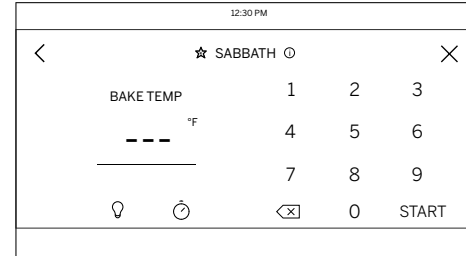 12:30 PM
SABBATH
BAKE TEMP
--- °F
1 2 3
4 5 6
7 8 9
0 START